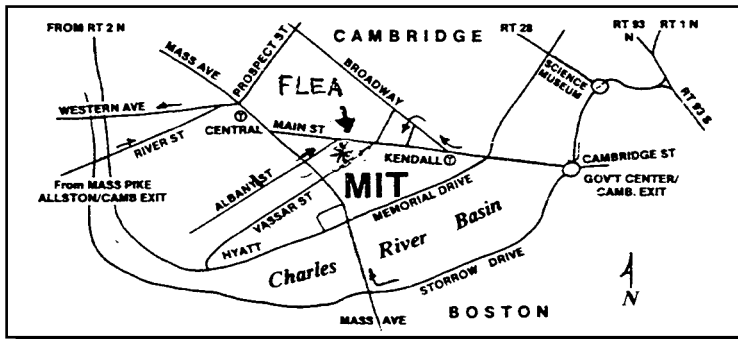 FROM RT 2 N
MASS AVE
PROSPECT ST
CAMBRIDGE
RT 28
RT 93
N
RT 1 N
SCIENCE
MUSEUM
RT 93 S
FLEA
BROADWAY
WESTERN AVE
RIVER ST
CENTRAL
T
MAIN ST
KENDALL
T
CAMBRIDGE ST
GOV'T CENTER/
CAMB. EXIT
From MASS PIKE
ALLSTON/CAMB EXIT
ALBANY ST
VASSAR ST
MIT
MEMORIAL DRIVE
HYATT
Charles River Basin
STORROW DRIVE
MASS AVE
BOSTON
N